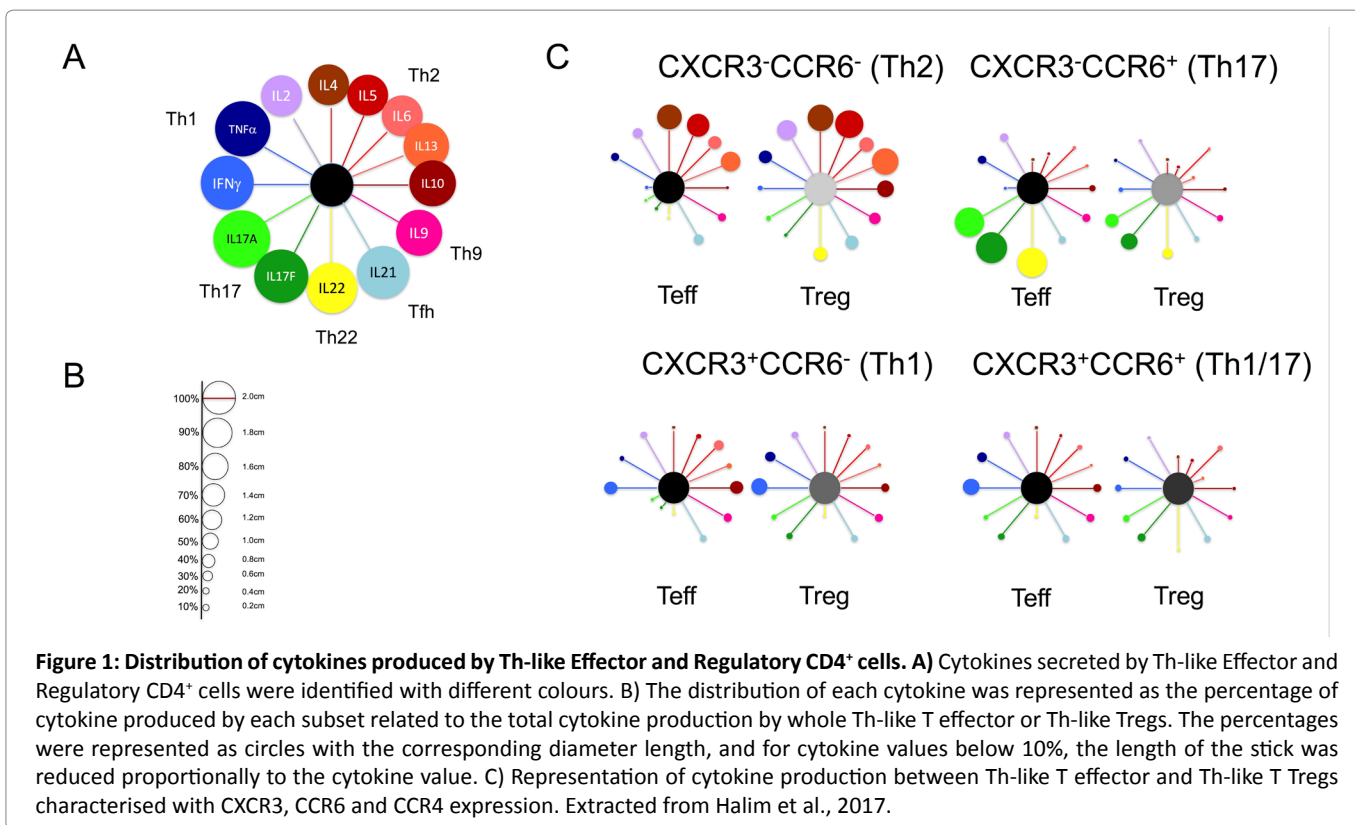 A
IL4
Th2
IL2
IL5
IL6
Th1
TNFα
IL13
IFNγ
IL10
IL17A
IL9
Th9
IL17F
IL22
IL21
Th17
Tfh
Th22
B
100% 2.0cm
90% 1.8cm
80% 1.6cm
70% 1.4cm
60% 1.2cm
50% 1.0cm
40% 0.8cm
30% 0.6cm
20% 0.4cm
10% 0.2cm
C
CXCR3⁻CCR6⁻ (Th2) CXCR3⁻CCR6⁺ (Th17)
Teff Treg Teff Treg
CXCR3⁺CCR6⁻ (Th1) CXCR3⁺CCR6⁺ (Th1/17)
Teff Treg Teff Treg
Figure 1: Distribution of cytokines produced by Th-like Effector and Regulatory CD4⁺ cells. A) Cytokines secreted by Th-like Effector and
Regulatory CD4⁺ cells were identified with different colours. B) The distribution of each cytokine was represented as the percentage of
cytokine produced by each subset related to the total cytokine production by whole Th-like T effector or Th-like Tregs. The percentages
were represented as circles with the corresponding diameter length, and for cytokine values below 10%, the length of the stick was
reduced proportionally to the cytokine value. C) Representation of cytokine production between Th-like T effector and Th-like T Tregs
characterised with CXCR3, CCR6 and CCR4 expression. Extracted from Halim et al., 2017.